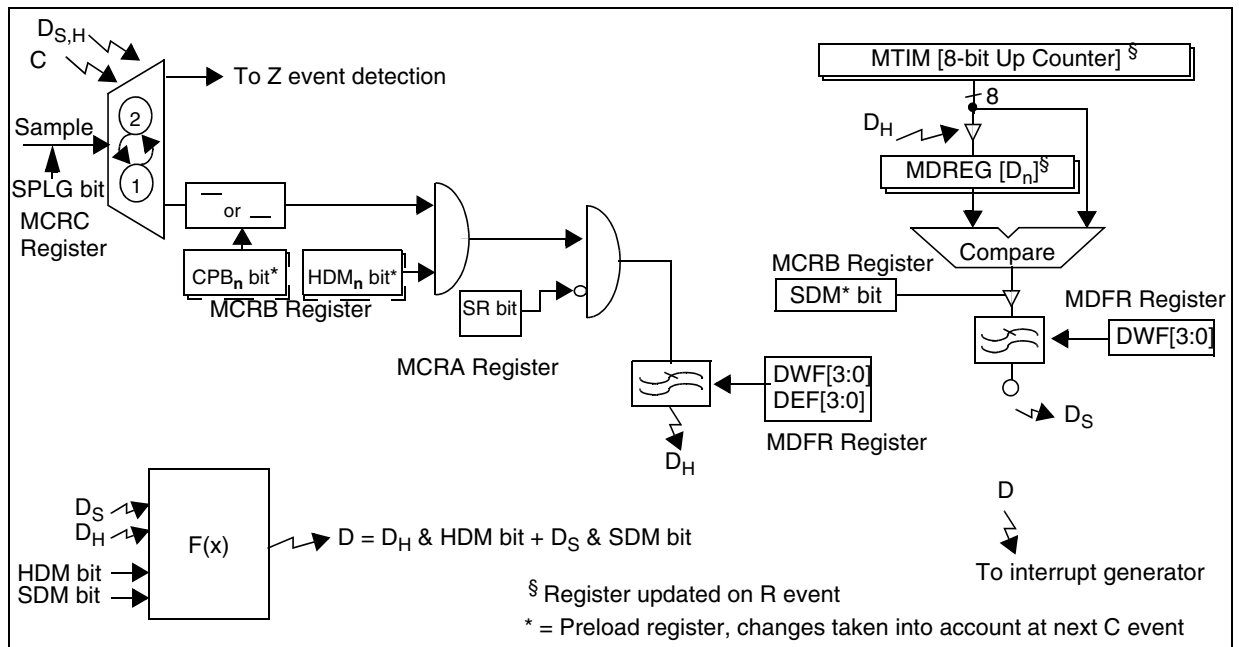 D_S,H
C
To Z event detection
Sample
2
1
SPLG bit
MCRC
Register
or
CPB_n bit*
HDM_n bit*
MCRB Register
SR bit
MCRA Register
DWF[3:0]
DEF[3:0]
MDFR Register
D_H
MTIM [8-bit Up Counter] §
8
D_H
MDREG [D_n]§
Compare
MCRB Register
SDM* bit
MDFR Register
DWF[3:0]
D_S
D_S
D_H
HDM bit
SDM bit
F(x)
D = D_H & HDM bit + D_S & SDM bit
D
To interrupt generator
§ Register updated on R event
* = Preload register, changes taken into account at next C event